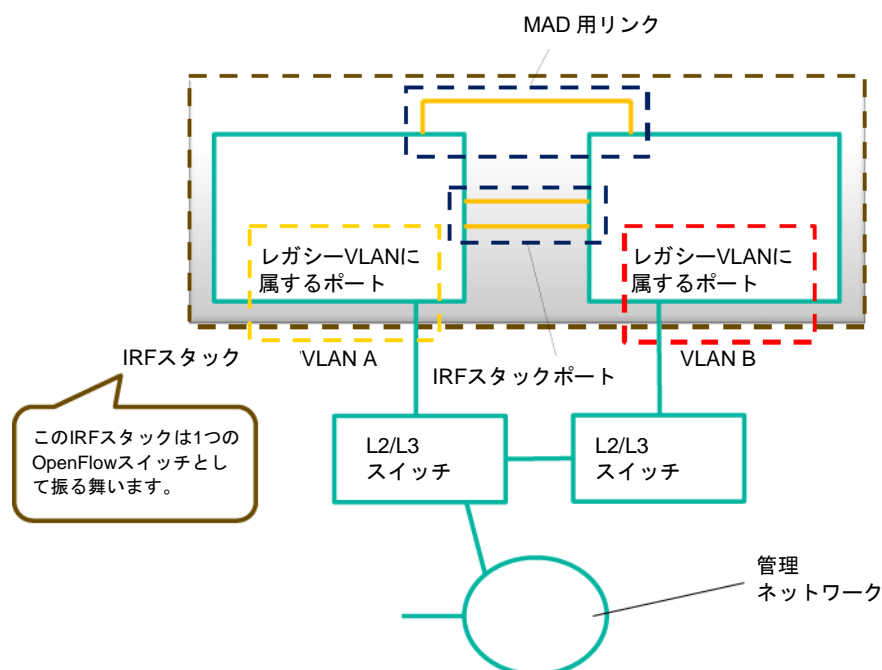 MAD 用リンク
レガシーVLANに
属するポート
レガシーVLANに
属するポート
IRFスタック
VLAN A
IRFスタックポート
VLAN B
このIRFスタックは1つの
OpenFlowスイッチとし
て振る舞います。
L2/L3
スイッチ
L2/L3
スイッチ
管理
ネットワーク